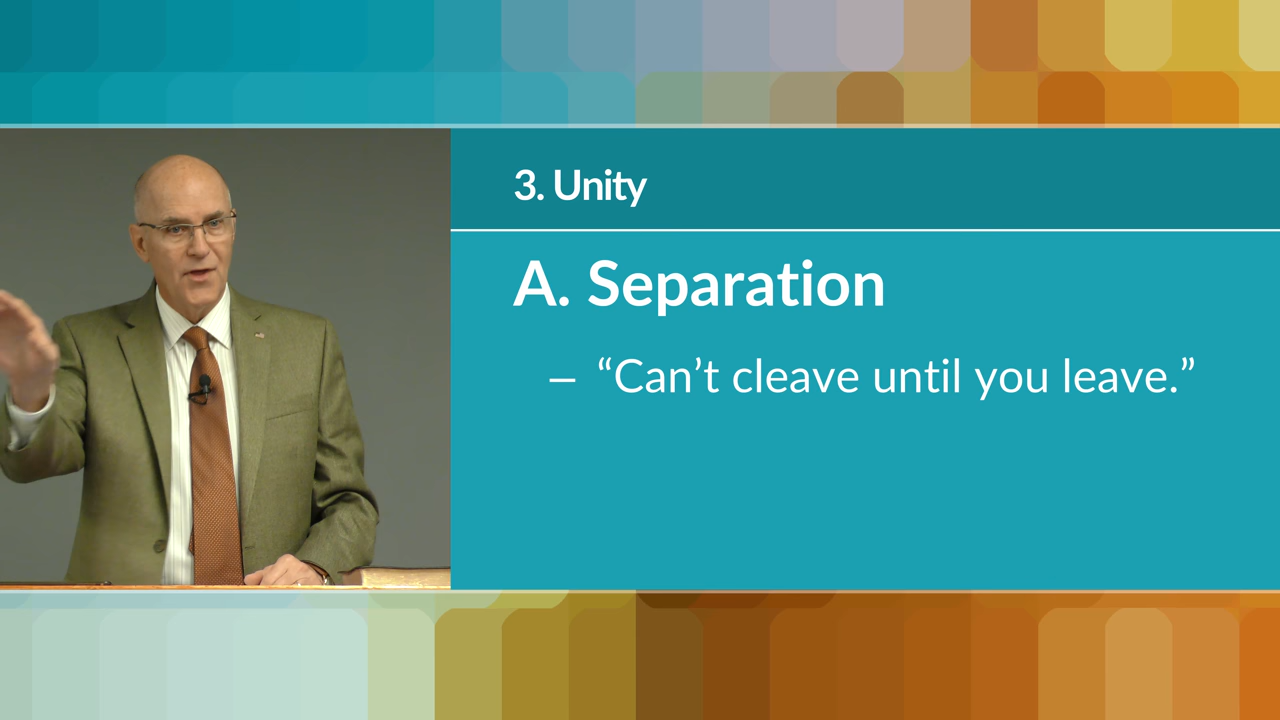 3. Unity
A. Separation
– “Can’t cleave until you leave.”